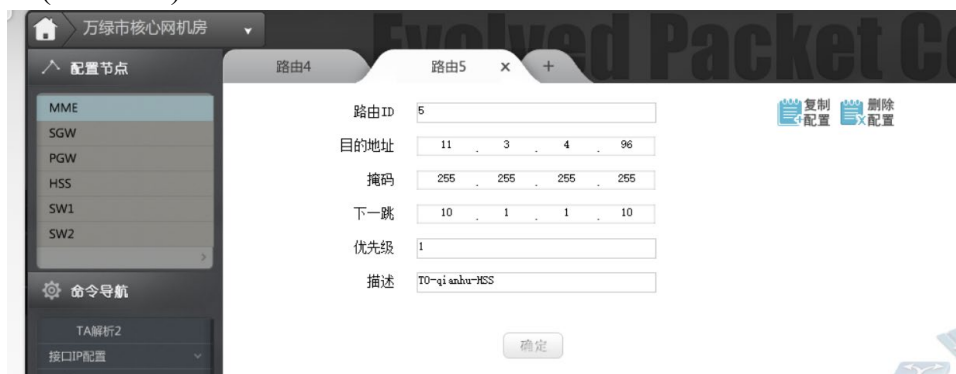 万绿市核心网机房
Evolved Packet C
配置节点
路由4
路由5 × +
MME
SGW
PGW
HSS
SW1
SW2
路由ID 5
目的地址 11 . 3 . 4 . 96
掩码 255 . 255 . 255 . 255
下一跳 10 . 1 . 1 . 10
优先级 1
描述 TO-qianhu-HSS
复制配置
删除配置
确定
命令导航
TA解析2
接口IP配置